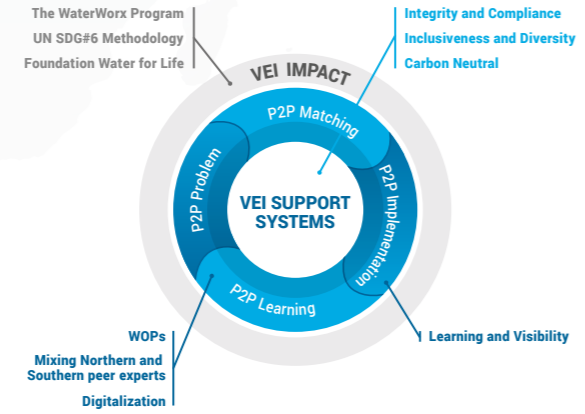 The WaterWorx Program
UN SDG#6 Methodology
Foundation Water for Life
Integrity and Compliance
Inclusiveness and Diversity
Carbon Neutral
VEI IMPACT
P2P Matching
P2P Problem
P2P Implementation
P2P Learning
VEI SUPPORT
SYSTEMS
WOPs
Mixing Northern and
Southern peer experts
Digitalization
Learning and Visibility